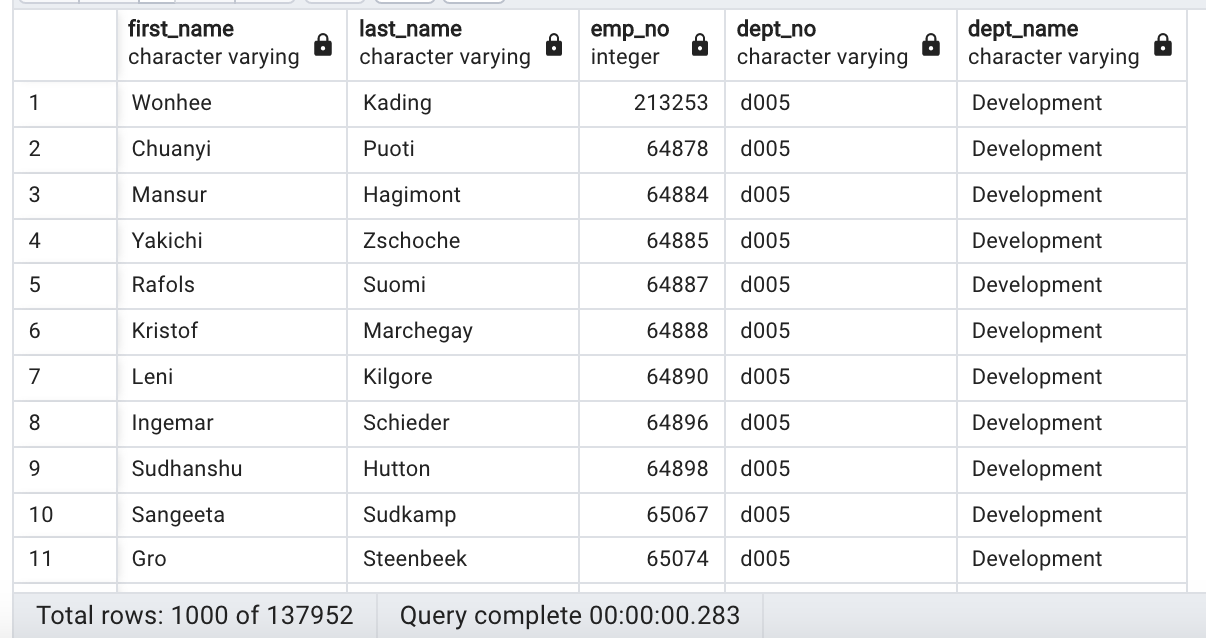 first_name last_name emp_no dept_no dept_name
character varying character varying integer character varying character varying
1 Wonhee Kading 213253 d005 Development
2 Chuanyi Puoti 64878 d005 Development
3 Mansur Hagimont 64884 d005 Development
4 Yakichi Zschoche 64885 d005 Development
5 Rafols Suomi 64887 d005 Development
6 Kristof Marchegay 64888 d005 Development
7 Leni Kilgore 64890 d005 Development
8 Ingemar Schieder 64896 d005 Development
9 Sudhanshu Hutton 64898 d005 Development
10 Sangeeta Sudkamp 65067 d005 Development
11 Gro Steenbeek 65074 d005 Development
Total rows: 1000 of 137952 Query complete 00:00:00.283